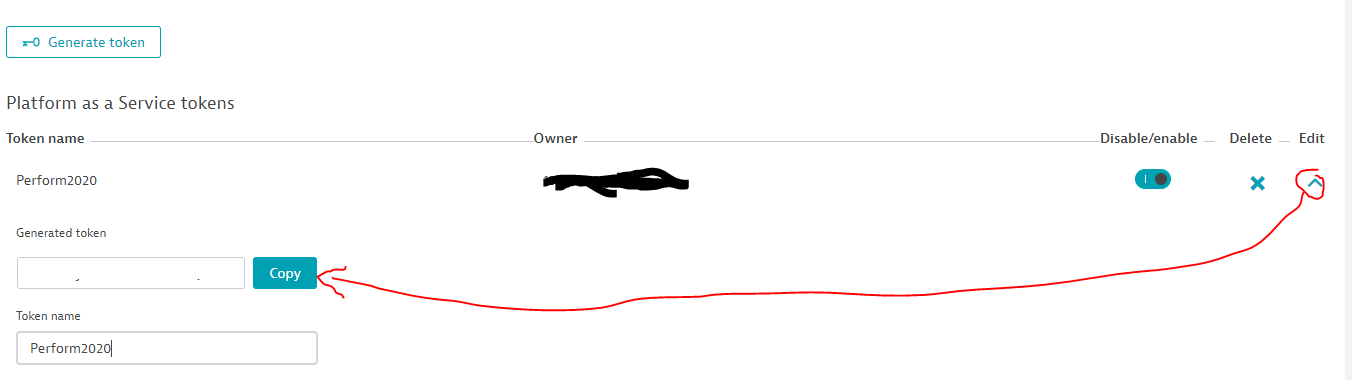 Generate token
Platform as a Service tokens
Token name Owner Disable/enable Delete Edit
Perform2020
Generated token
Copy
Token name
Perform2020